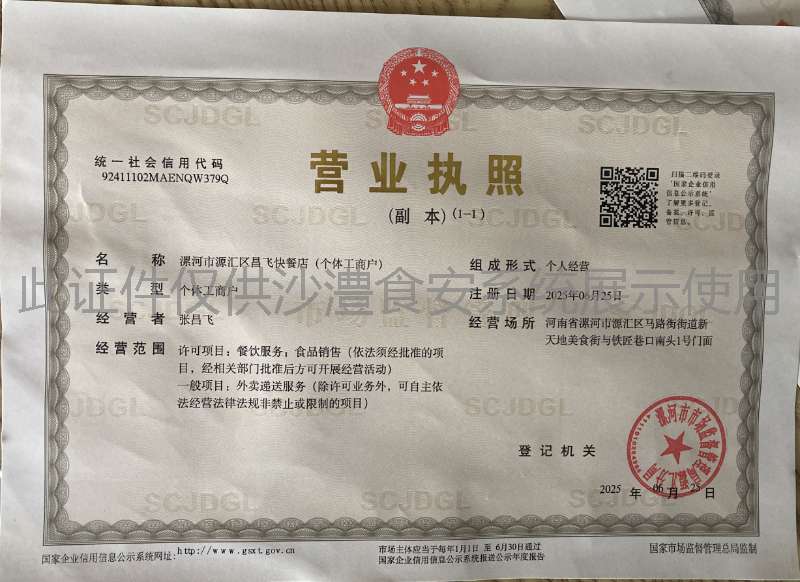 统一社会信用代码
92411102MAENQW379Q
营业执照
(副 本)(1-1)
扫描二维码登录
'国家企业信用
信息公示系统'
了解更多登记、
备案、许可、监
管信息。
名 称 漯河市源汇区昌飞快餐店（个体工商户）
类 型 个体工商户
经 营 者 张昌飞
经营范围 许可项目：餐饮服务；食品销售（依法须经批准的项
目，经相关部门批准后方可开展经营活动）
一般项目：外卖递送服务（除许可业务外，可自主依
法经营法律法规非禁止或限制的项目）
组成形式 个人经营
注册日期 2025年06月25日
经营场所 河南省漯河市源汇区马路街街道新
天地美食街与铁匠巷口南头1号门面
此证件仅供沙澧食安系统展示使用
登记机关
2025 年 06 月 25 日
国家企业信用信息公示系统网址：http://www.gsxt.gov.cn
市场主体应当于每年1月1日 至 6月30日通过
国家企业信用信息公示系统报送公示年度报告
国家市场监督管理总局监制
SCJDGL